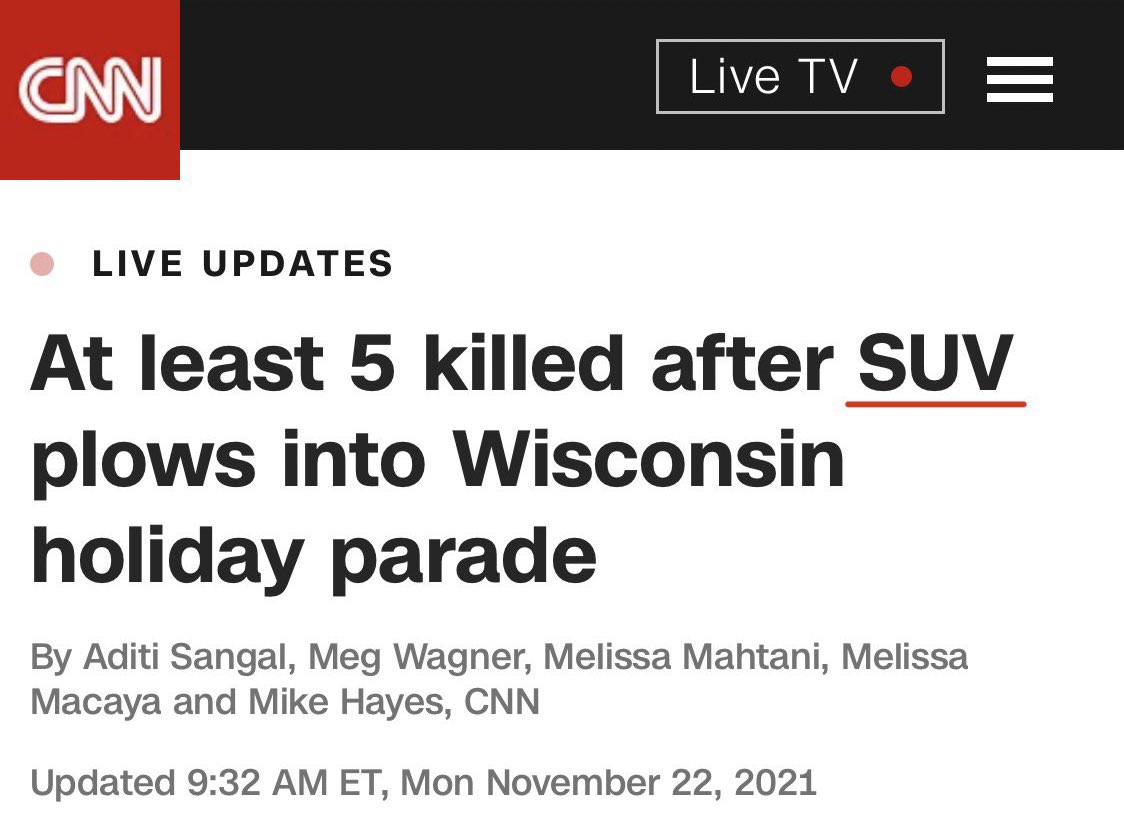 CNN
Live TV
LIVE UPDATES
At least 5 killed after SUV
plows into Wisconsin
holiday parade
By Aditi Sangal, Meg Wagner, Melissa Mahtani, Melissa
Macaya and Mike Hayes, CNN
Updated 9:32 AM ET, Mon November 22, 2021